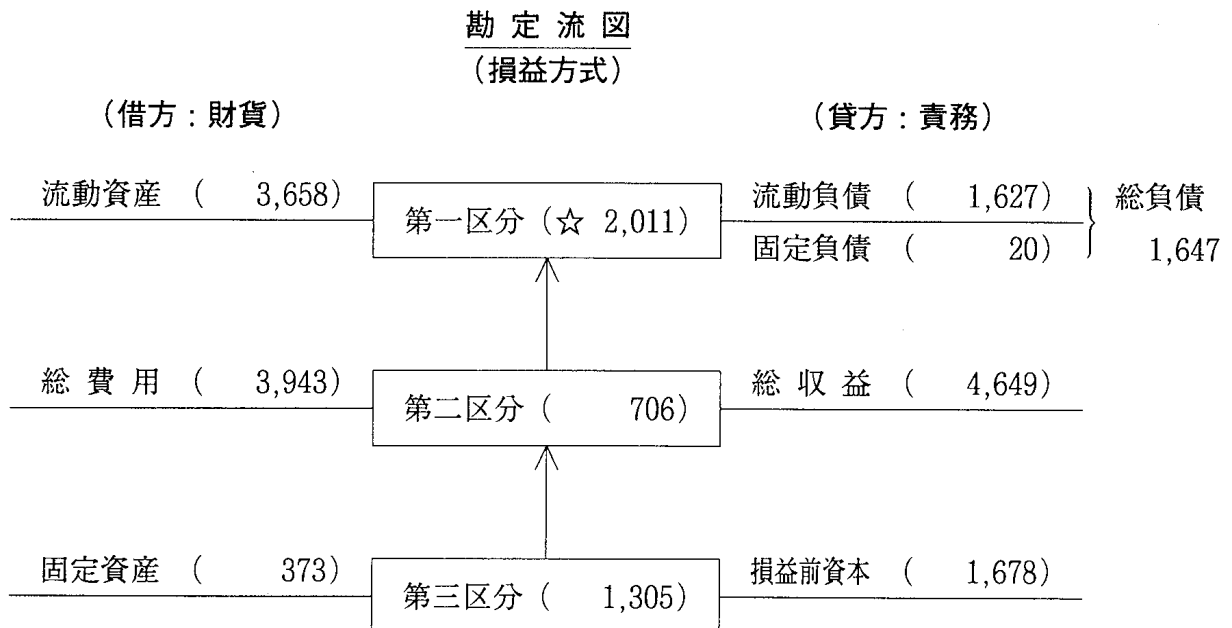 勘定流図
（損益方式）
（借方：財貨） （貸方：責務）
流動資産 （ 3,658） 第一区分（☆ 2,011） 流動負債 （ 1,627） 総負債
固定負債 （ 20） 1,647
総費用 （ 3,943） 第二区分（ 706） 総収益 （ 4,649）
固定資産 （ 373） 第三区分（ 1,305） 損益前資本 （ 1,678）